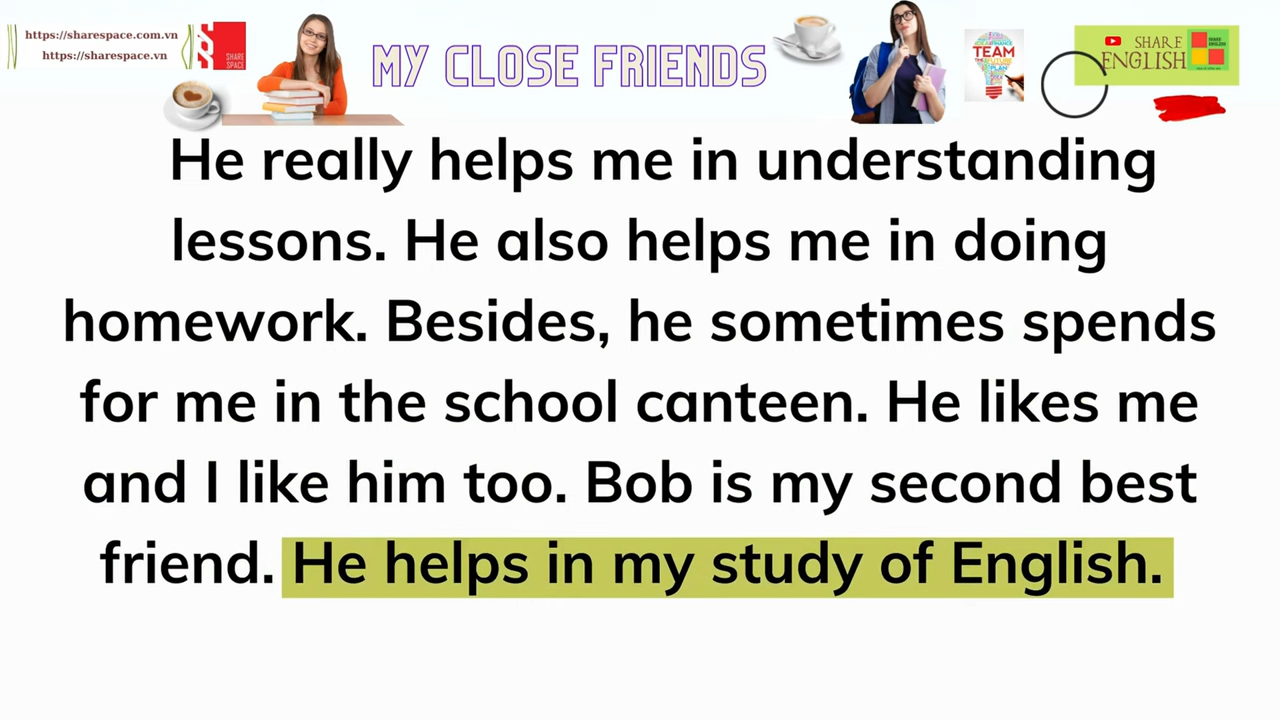 https://sharespace.com.vn
https://sharespace.vn
SHARE
SPACE
MY CLOSE FRIENDS
TEAM
PLAN
SHARE
ENGLISH
He really helps me in understanding
lessons. He also helps me in doing
homework. Besides, he sometimes spends
for me in the school canteen. He likes me
and I like him too. Bob is my second best
friend. He helps in my study of English.